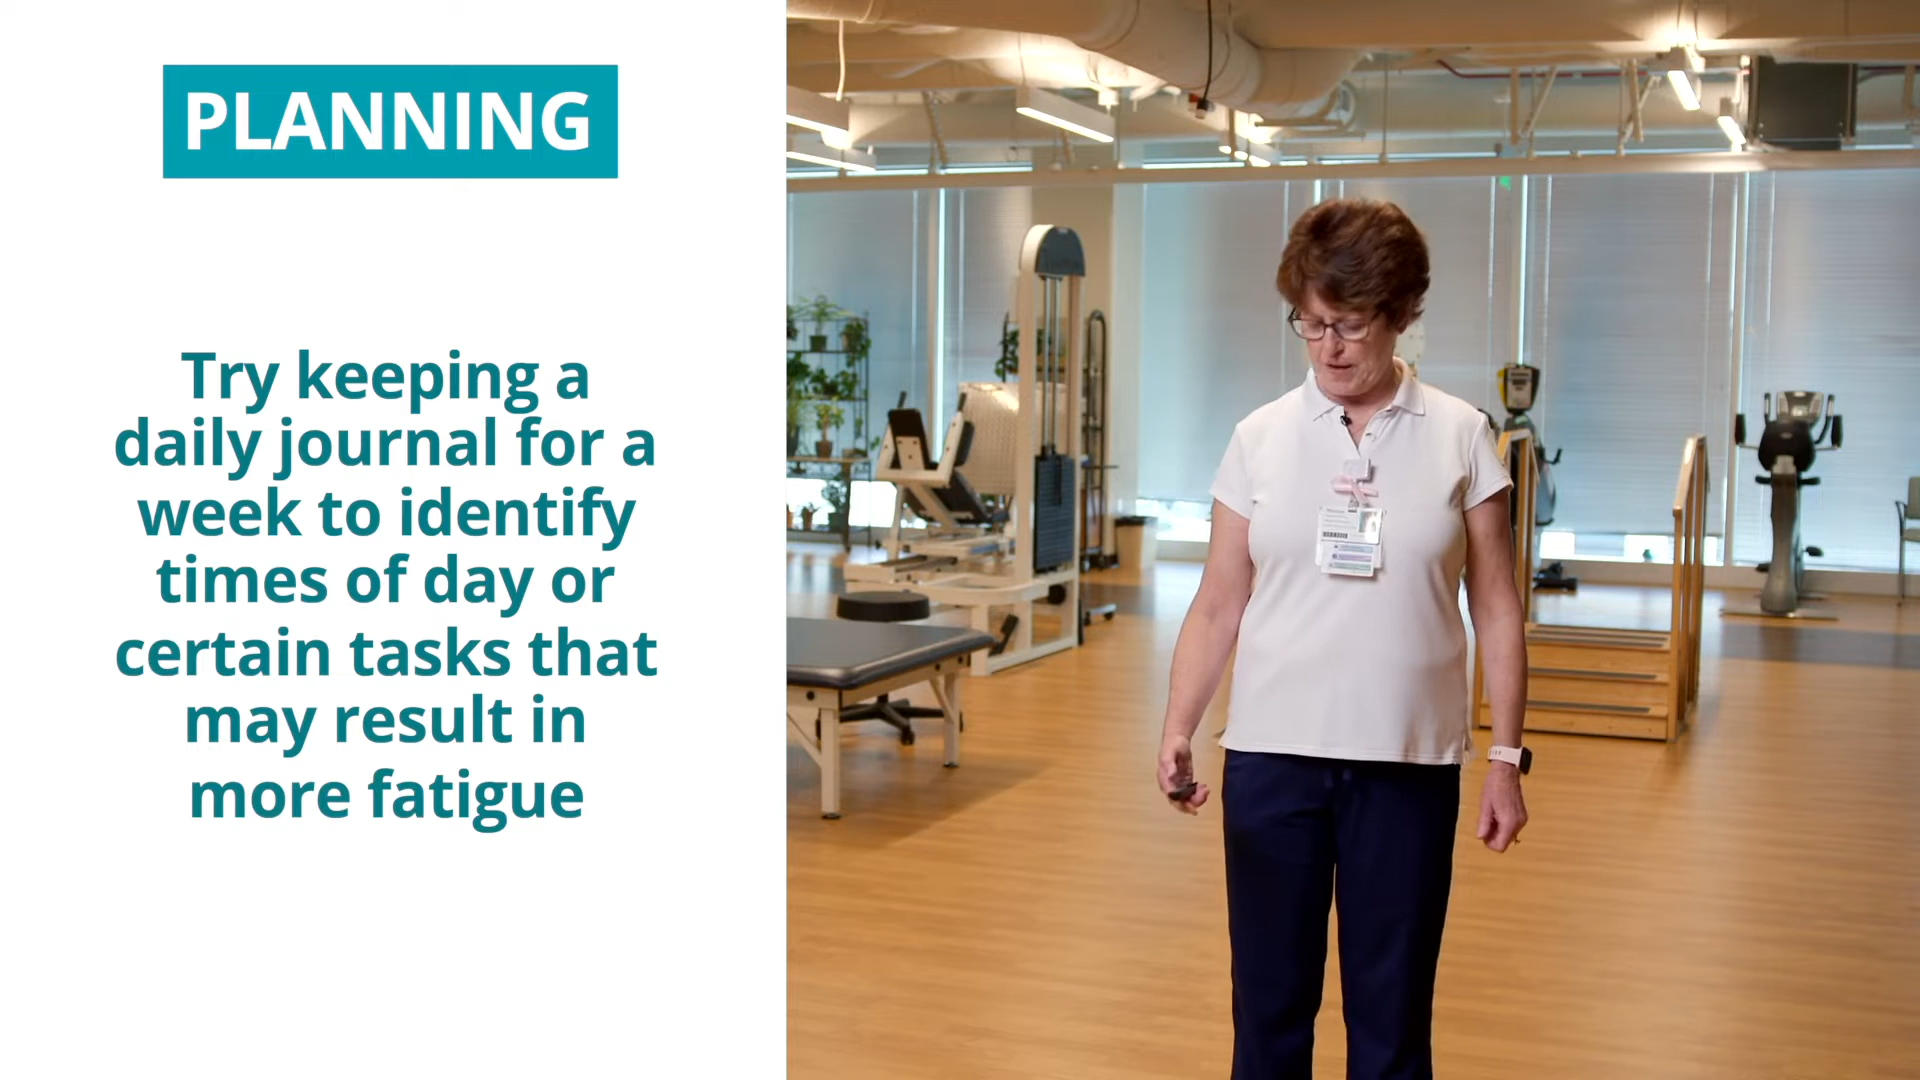 PLANNING
Try keeping a
daily journal for a
week to identify
times of day or
certain tasks that
may result in
more fatigue